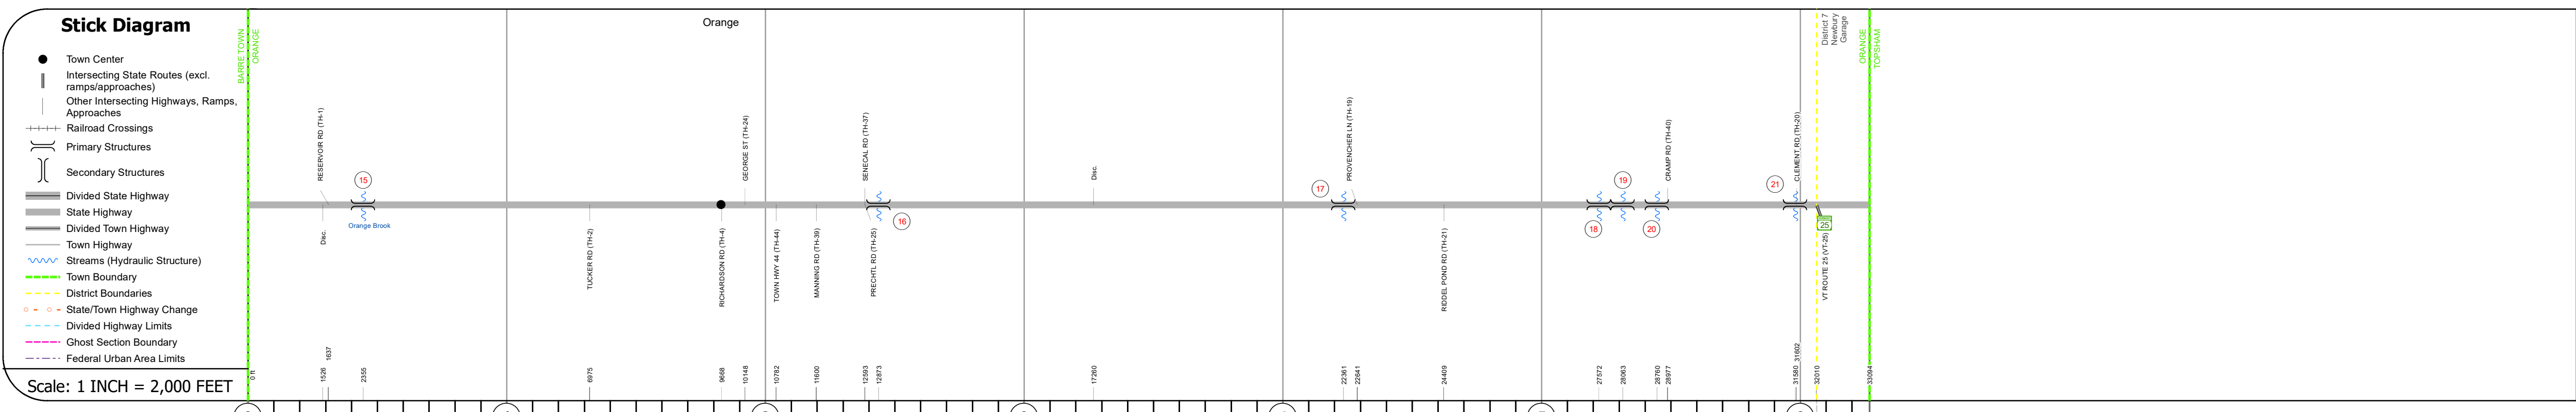 Stick Diagram
Town Center
Intersecting State Routes (excl.
ramps/approaches)
Other Intersecting Highways, Ramps,
Approaches
Railroad Crossings
Primary Structures
Secondary Structures
Divided State Highway
State Highway
Divided Town Highway
Town Highway
Streams (Hydraulic Structure)
Town Boundary
District Boundaries
State/Town Highway Change
Divided Highway Limits
Ghost Section Boundary
Federal Urban Area Limits
Scale: 1 INCH = 2,000 FEET
BARRE TOWN
ORANGE
Orange
District 7
Newbury
Garage
ORANGE
TOPSHAM
RESERVOIR RD (TH-1)
GEORGE ST (TH-24)
SENECAL RD (TH-37)
Disc.
PROVENCHER LN (TH-19)
CRAMP RD (TH-40)
CLEMENT RD (TH-20)
15
17
19
21
Orange Brook
16
18
20
25
Disc.
TUCKER RD (TH-2)
RICHARDSON RD (TH-4)
TOWN HWY 44 (TH-44)
MANNING RD (TH-39)
PRECHTL RD (TH-25)
RIDDEL POND RD (TH-21)
VT ROUTE 25 (VT-25)
0 ft
1526
1637
2355
6975
9668
10148
10782
11600
12593
12873
17260
22361
22641
24409
27572
28063
28760
28977
31580
31602
32010
33094